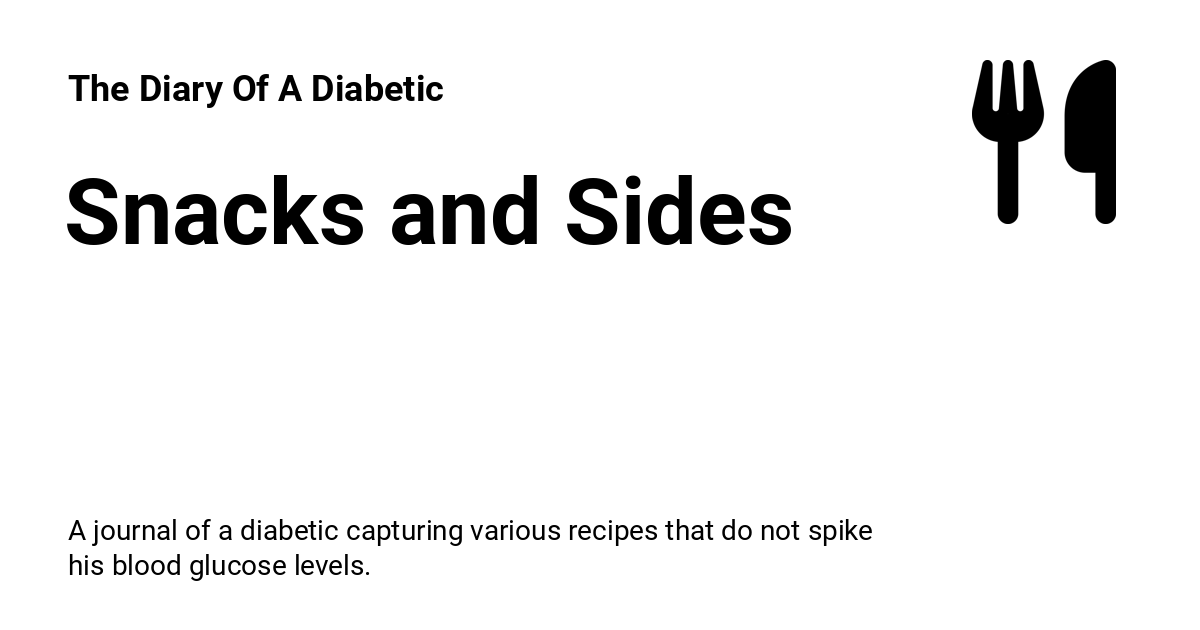 The Diary Of A Diabetic
Snacks and Sides
A journal of a diabetic capturing various recipes that do not spike
his blood glucose levels.